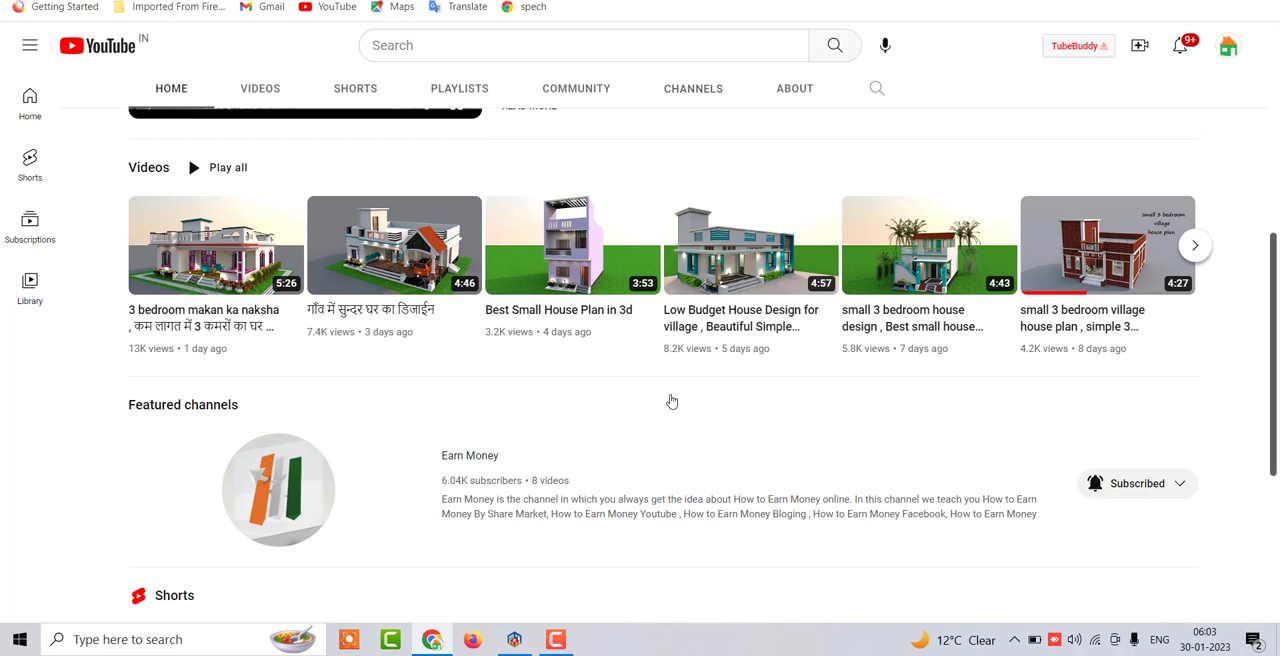 Getting Started Imported From Fire... Gmail YouTube Maps Translate spech
YouTube IN
Search
TubeBuddy
9+
HOME VIDEOS SHORTS PLAYLISTS COMMUNITY CHANNELS ABOUT
READ MORE
Home
Shorts
Subscriptions
Library
Videos Play all
5:26
4:46
3:53
4:57
4:43
small 3 bedroom
village
house plan
4:27
3 bedroom makan ka naksha
, कम लागत में 3 कमरों का घर ...
13K views • 1 day ago
गाँव में सुन्दर घर का डिजाईन
7.4K views • 3 days ago
Best Small House Plan in 3d
3.2K views • 4 days ago
Low Budget House Design for
village , Beautiful Simple...
8.2K views • 5 days ago
small 3 bedroom house
design , Best small house...
5.8K views • 7 days ago
small 3 bedroom village
house plan , simple 3...
4.2K views • 8 days ago
Featured channels
Earn Money
6.04K subscribers • 8 videos
Earn Money is the channel in which you always get the idea about How to Earn Money online. In this channel we teach you How to Earn
Money By Share Market, How to Earn Money Youtube , How to Earn Money Bloging , How to Earn Money Facebook, How to Earn Money
Subscribed
Shorts
Type here to search
12°C Clear
ENG
06:03
30-01-2023
2